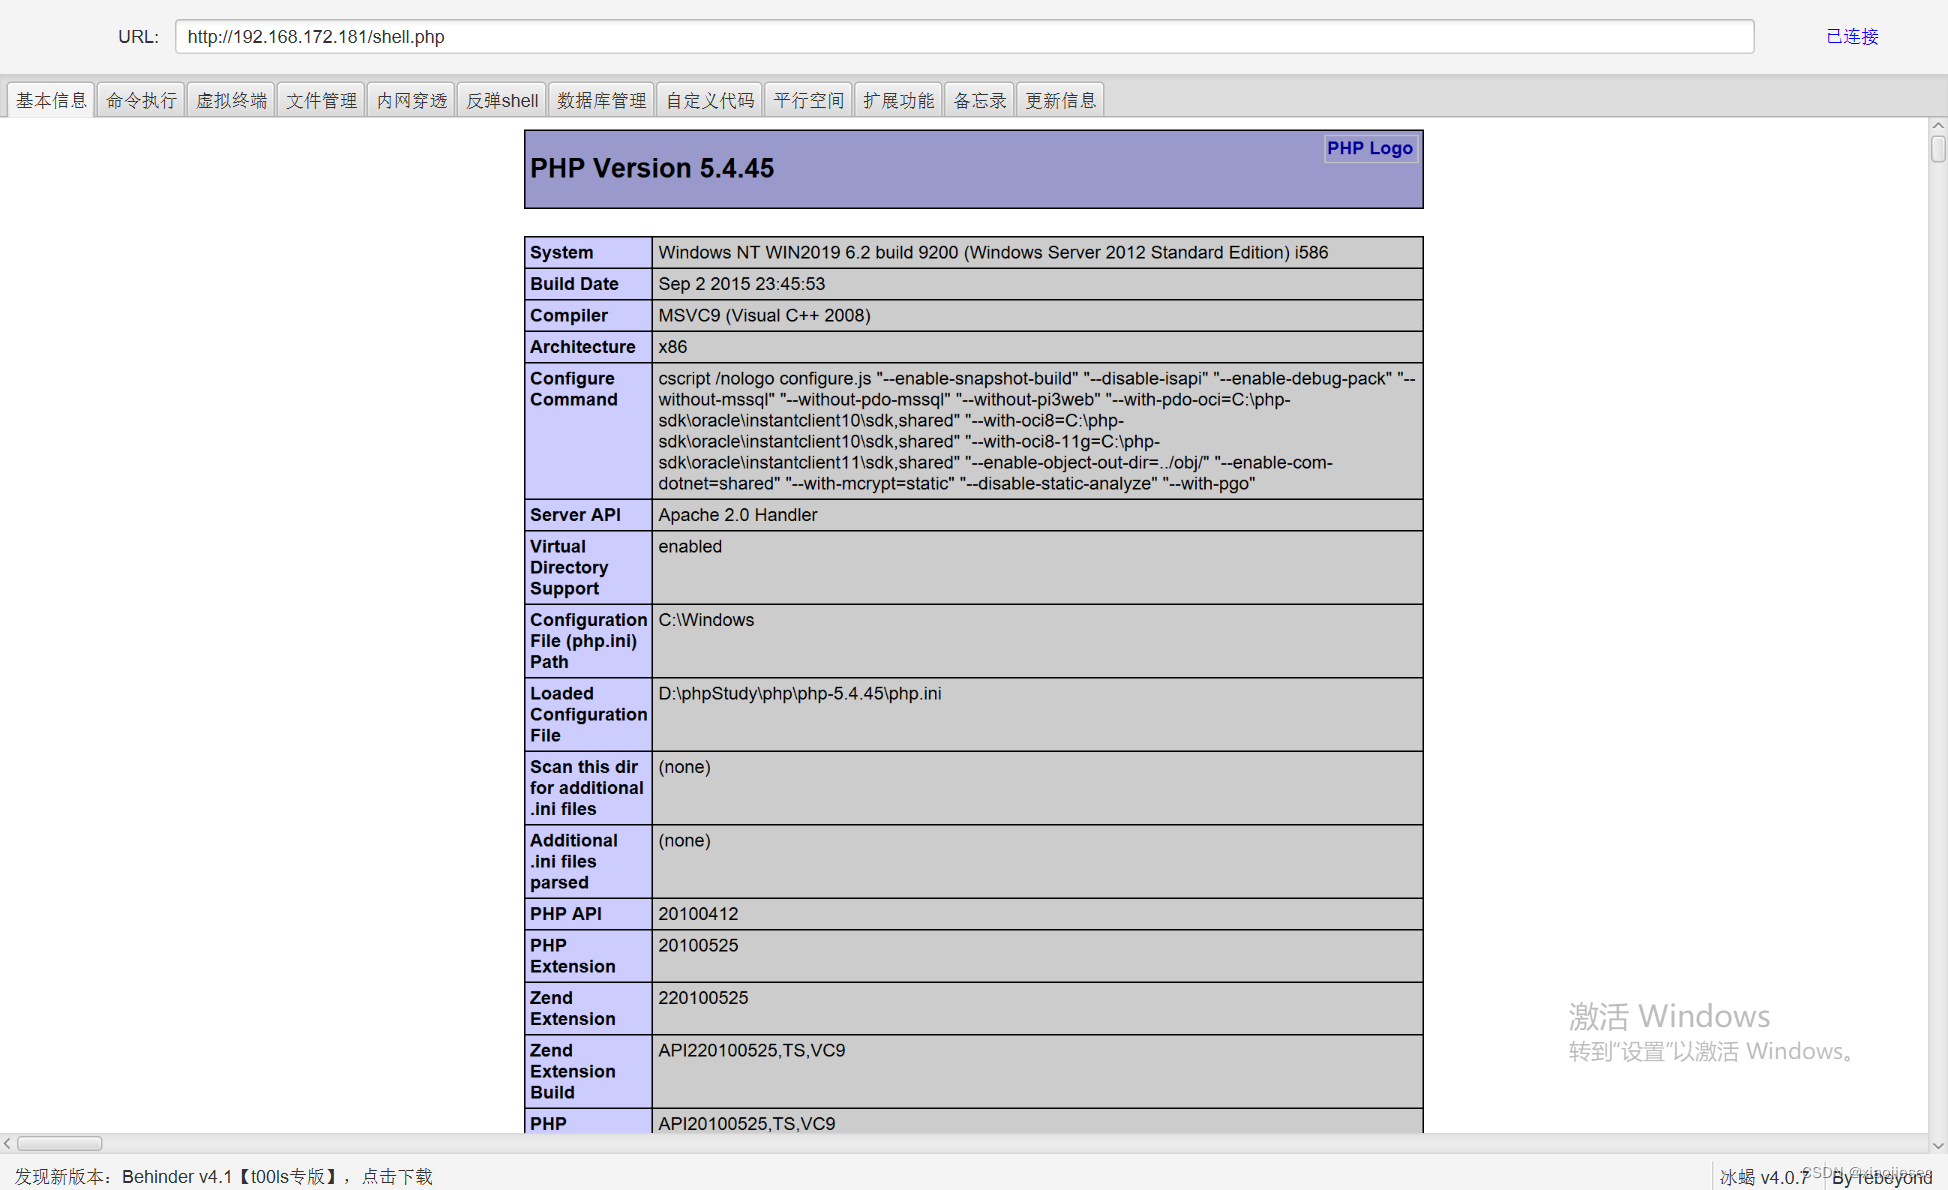 URL: http://192.168.172.181/shell.php 已连接
基本信息 命令执行 虚拟终端 文件管理 内网穿透 反弹shell 数据库管理 自定义代码 平行空间 扩展功能 备忘录 更新信息
PHP Logo
PHP Version 5.4.45
System Windows NT WIN2019 6.2 build 9200 (Windows Server 2012 Standard Edition) i586
Build Date Sep 2 2015 23:45:53
Compiler MSVC9 (Visual C++ 2008)
Architecture x86
Configure Command
cscript /nologo configure.js "--enable-snapshot-build" "--disable-isapi" "--enable-debug-pack" "--
without-mssql" "--without-pdo-mssql" "--without-pi3web" "--with-pdo-oci=C:\php-
sdk\oracle\instantclient10\sdk,shared" "--with-oci8=C:\php-
sdk\oracle\instantclient10\sdk,shared" "--with-oci8-11g=C:\php-
sdk\oracle\instantclient11\sdk,shared" "--enable-object-out-dir=../obj/" "--enable-com-
dotnet=shared" "--with-mcrypt=static" "--disable-static-analyze" "--with-pgo"
Server API Apache 2.0 Handler
Virtual enabled
Directory
Support
Configuration C:\Windows
File (php.ini)
Path
Loaded D:\phpStudy\php\php-5.4.45\php.ini
Configuration
File
Scan this dir (none)
for additional
.ini files
Additional (none)
.ini files
parsed
PHP API 20100412
PHP 20100525
Extension
Zend 220100525
Extension
Zend API220100525,TS,VC9
Extension
Build
PHP API20100525,TS,VC9
激活 Windows
转到“设置”以激活 Windows。
发现新版本：Behinder v4.1【t00ls专版】，点击下载 冰蝎 v4.0.7 By rebeyond